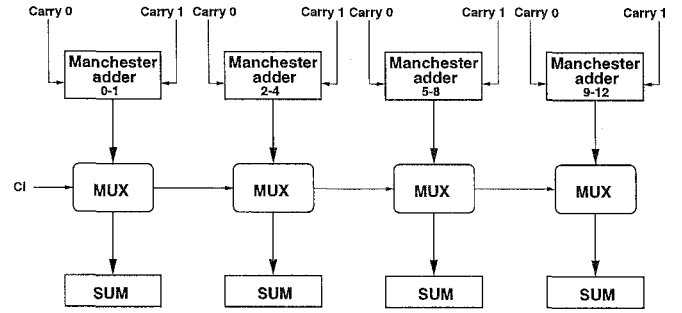 Carry 0 Carry 1 Carry 0 Carry 1 Carry 0 Carry 1 Carry 0 Carry 1
Manchester adder 0-1
Manchester adder 2-4
Manchester adder 5-8
Manchester adder 9-12
CI MUX MUX MUX MUX
SUM SUM SUM SUM